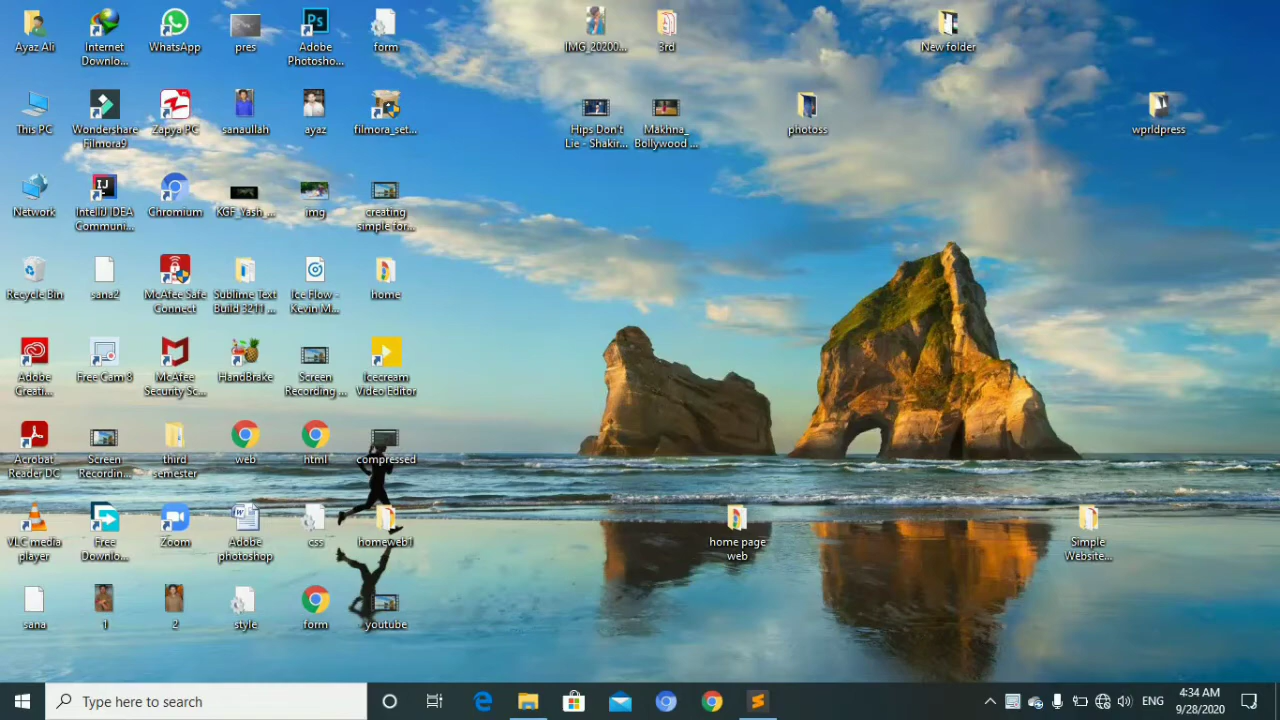 Ayaz Ali
Internet
Downlo...
WhatsApp
pres
Adobe
Photosho...
form
IMG_20200...
3rd
New folder
This PC
Wondershare
Filmora9
Zapya PC
sanaullah
ayaz
filmora_set...
Hips Don't
Lie - Shakir...
Makhna_
Bollywood ...
photoss
wprldpress
Network
IntelliJ IDEA
Communi...
Chromium
KGF_Yash_...
img
creating
simple for...
Recycle Bin
sana2
McAfee Safe
Connect
Sublime Text
Build 3211 ...
Ice Flow -
Kevin M...
home
Adobe
Creati...
Free Cam 8
McAfee
Security Sc...
HandBrake
Screen
Recording ...
Icecream
Video Editor
Acrobat
Reader DC
Screen
Recordin...
third
semester
web
html
compressed
VLC media
player
Free
Downlo...
Zoom
Adobe
photoshop
css
homeweb1
home page
web
Simple
Website...
sana
1
2
style
form
youtube
Type here to search
ENG
4:34 AM
9/28/2020